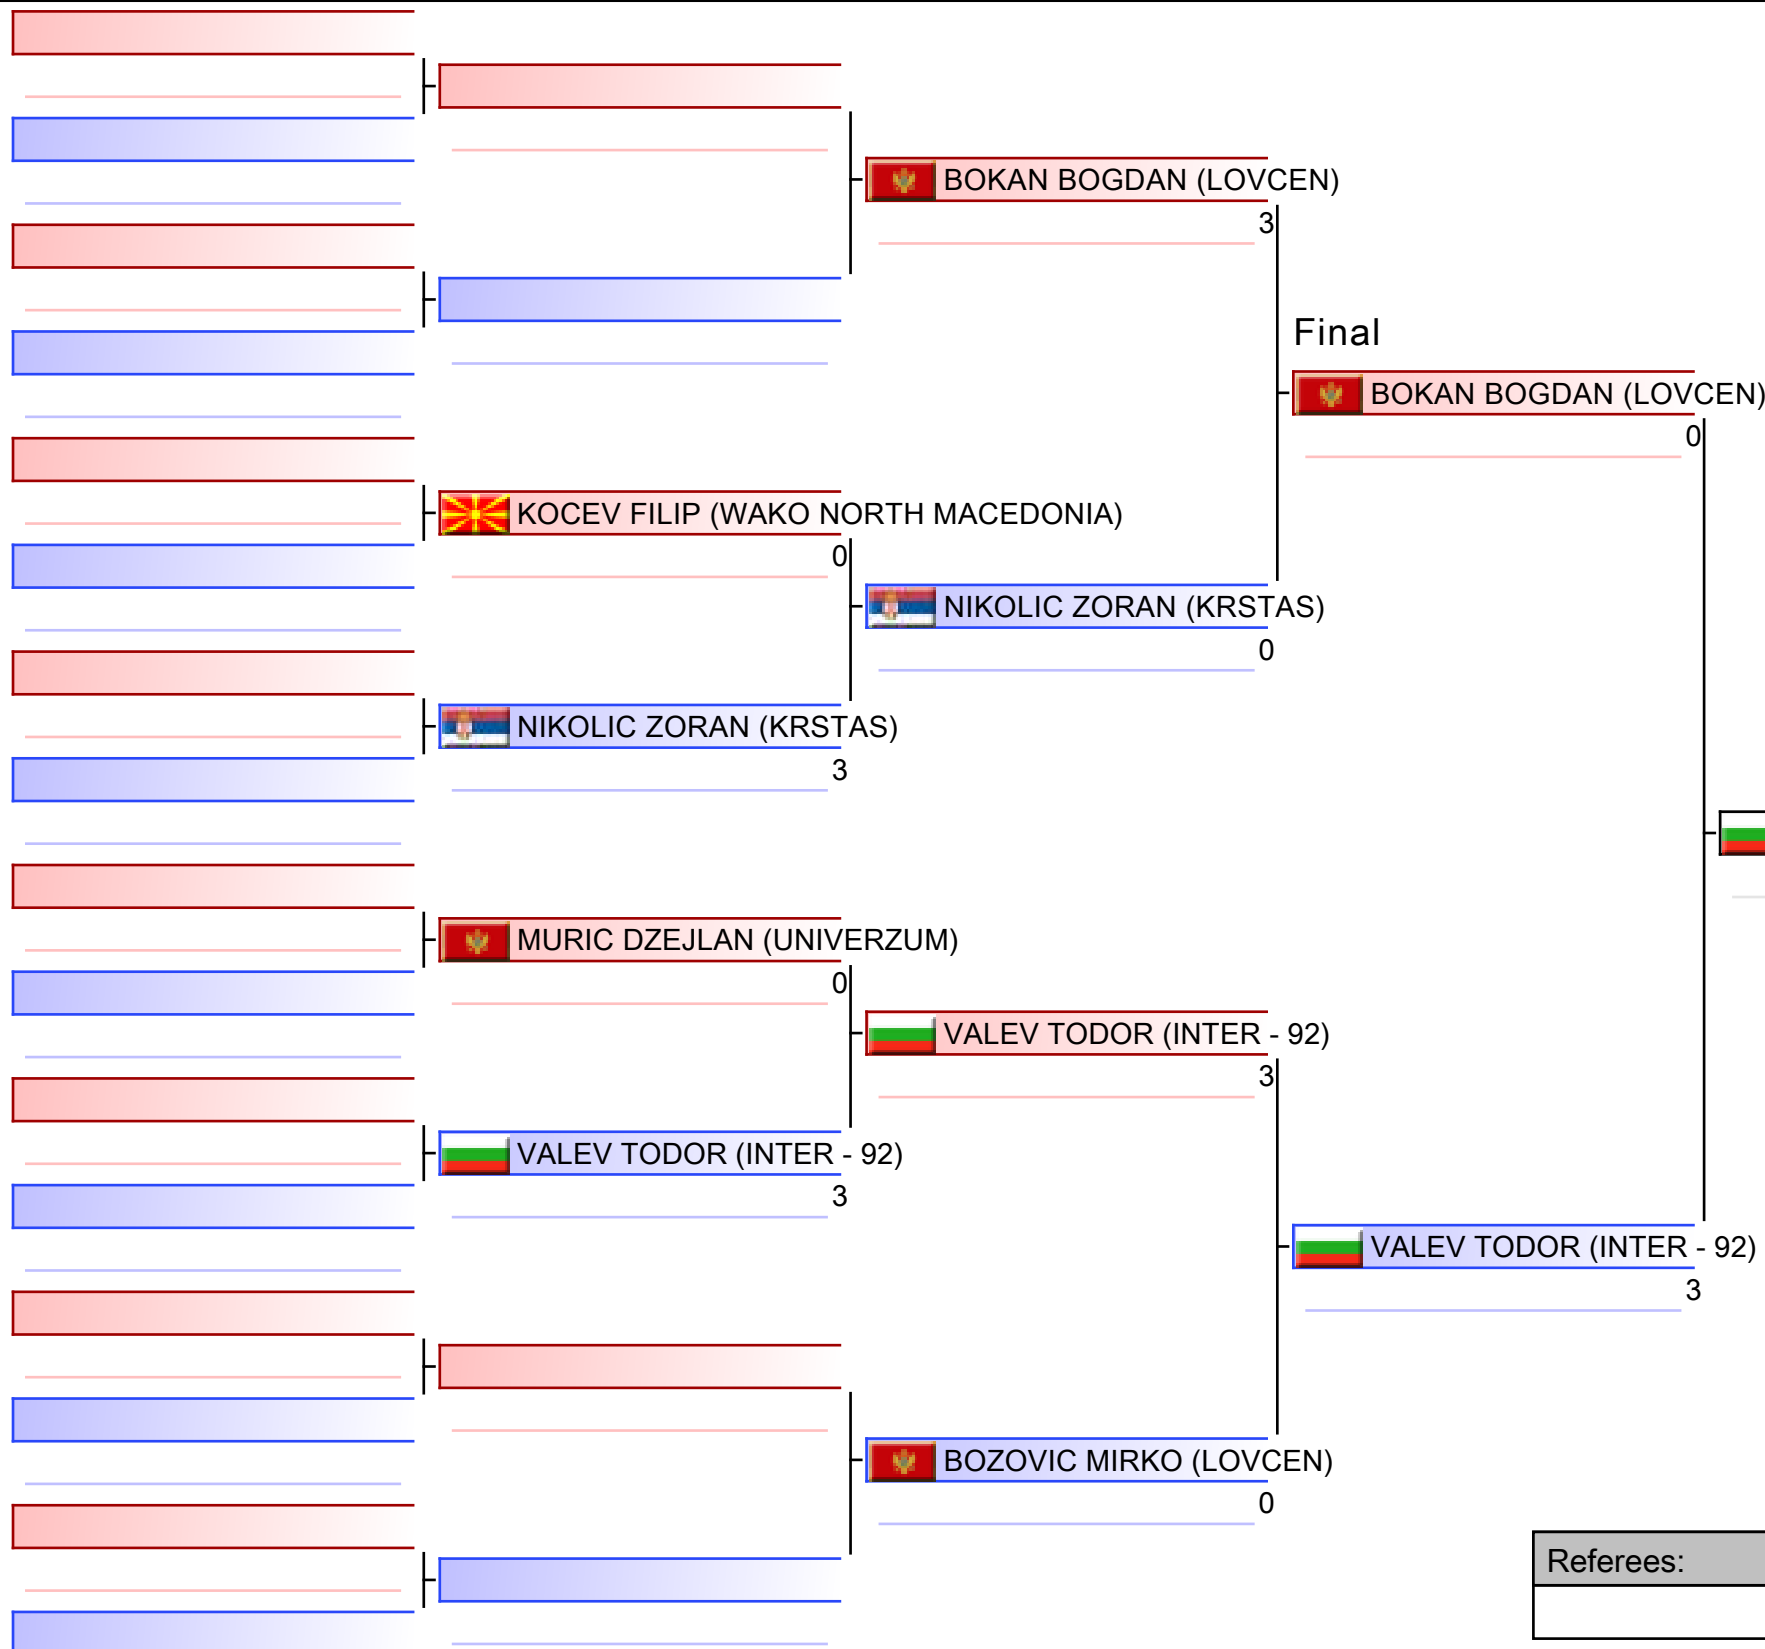 BOKAN BOGDAN (LOVCEN)
3
Final
BOKAN BOGDAN (LOVCEN)
0
KOCEV FILIP (WAKO NORTH MACEDONIA)
0
NIKOLIC ZORAN (KRSTAS)
0
NIKOLIC ZORAN (KRSTAS)
3
MURIC DZEJLAN (UNIVERZUM)
0
VALEV TODOR (INTER - 92)
3
VALEV TODOR (INTER - 92)
3
VALEV TODOR (INTER - 92)
3
BOZOVIC MIRKO (LOVCEN)
0
Referees: